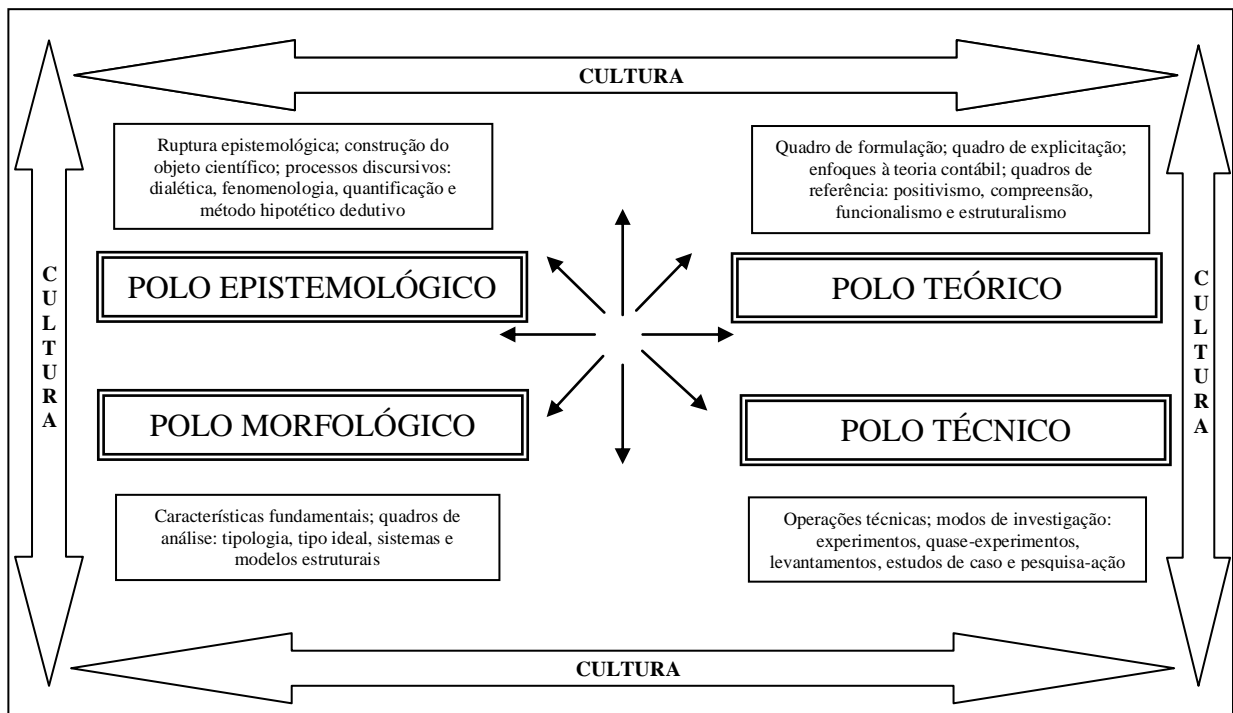 CULTURA
Ruptura epistemológica; construção do
objeto científico; processos discursivos:
dialética, fenomenologia, quantificação e
método hipotético dedutivo
Quadro de formulação; quadro de explicitação;
enfoques à teoria contábil; quadros de
referência: positivismo, compreensão,
funcionalismo e estruturalismo
C
U
L
T
U
R
A
POLO EPISTEMOLÓGICO
POLO TEÓRICO
C
U
L
T
U
R
A
POLO MORFOLÓGICO
POLO TÉCNICO
Características fundamentais; quadros de
análise: tipologia, tipo ideal, sistemas e
modelos estruturais
Operações técnicas; modos de investigação:
experimentos, quase-experimentos,
levantamentos, estudos de caso e pesquisa-ação
CULTURA